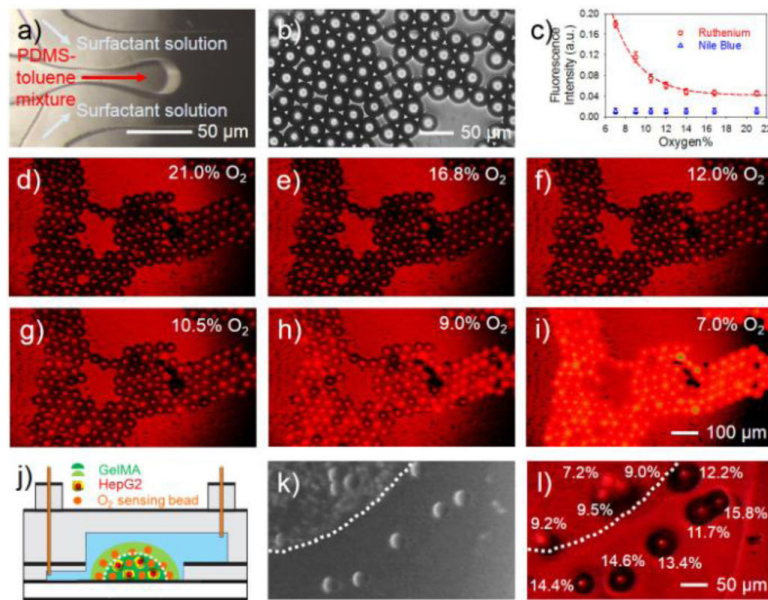 a)
Surfactant solution
PDMS-
toluene
mixture
Surfactant solution
50 μm
b)
50 μm
c)
0.20
0.16
0.12
0.08
0.04
0.00
Fluorescence
Intensity (a.u.)
Ruthenium
Nile Blue
6 8 10 12 14 16 18 20 22
Oxygen%
d)
21.0% O₂
e)
16.8% O₂
f)
12.0% O₂
g)
10.5% O₂
h)
9.0% O₂
i)
7.0% O₂
100 μm
j)
GelMA
HepG2
O₂ sensing bead
k)
l)
7.2%
9.0%
12.2%
9.5%
15.8%
9.2%
11.7%
13.4%
14.6%
14.4%
50 μm